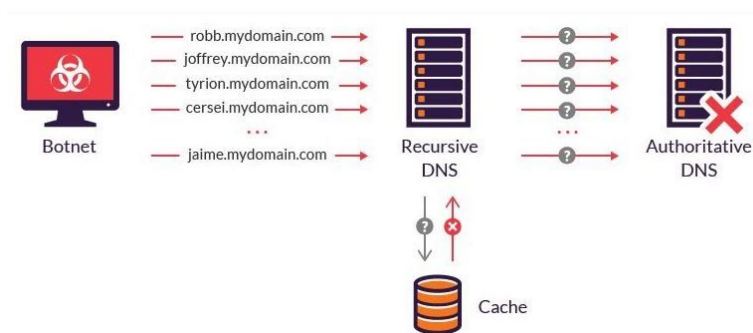 robb.mydomain.com
joffrey.mydomain.com
tyrion.mydomain.com
cersei.mydomain.com
...
jaime.mydomain.com
Botnet
?
?
?
?
...
?
Recursive
DNS
Authoritative
DNS
?
Cache